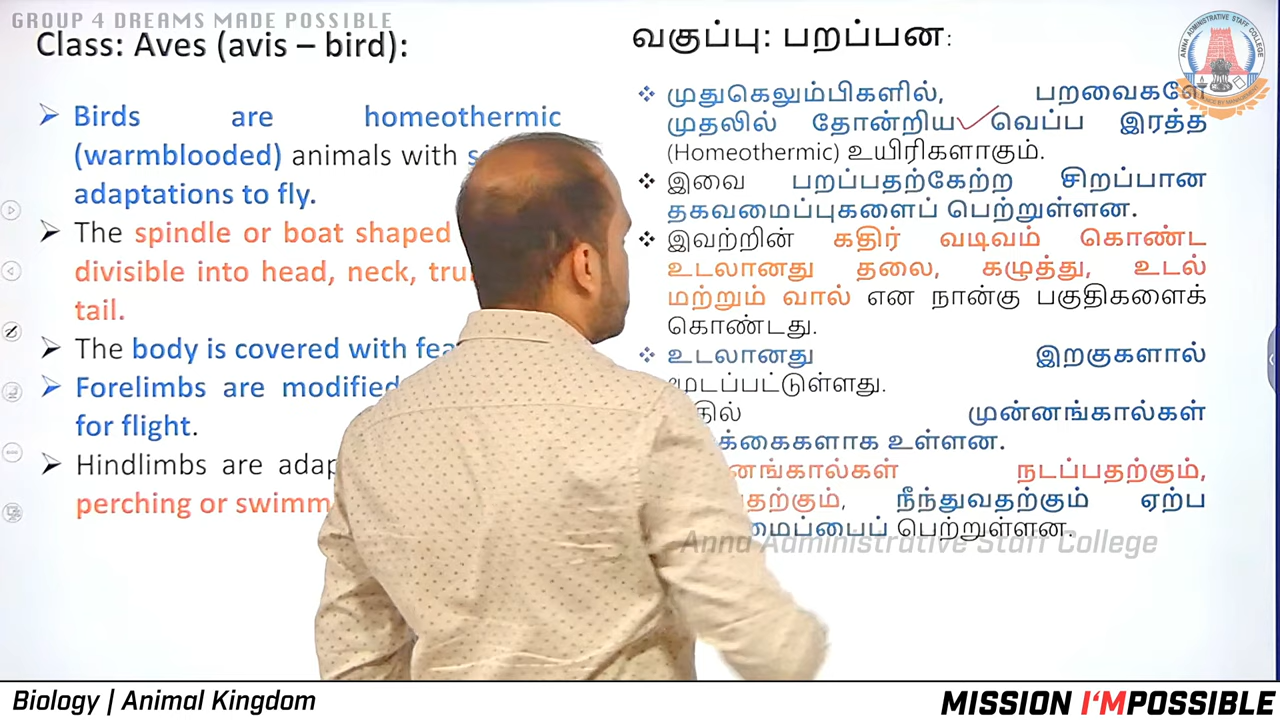 GROUP 4 DREAMS MADE POSSIBLE
Class: Aves (avis – bird):
Birds are homeothermic
(warmblooded) animals with
adaptations to fly.
The spindle or boat shaped
divisible into head, neck,
tail.
The body is covered with
Forelimbs are modified
for flight.
Hindlimbs are
perching or
வகுப்பு: பறப்பன:
முதுகெலும்பிகளில், பறவைகளே
முதலில் தோன்றிய வெப்ப இரத்த
(Homeothermic) உயிரிகளாகும்.
இவை பறப்பதற்கேற்ற சிறப்பான
தகவமைப்புகளைப் பெற்றுள்ளன.
இவற்றின் கதிர் வடிவம் கொண்ட
உடலானது தலை, கழுத்து, உடல்
மற்றும் வால் என நான்கு பகுதிகளைக்
கொண்டது.
உடலானது இறகுகளால்
மூடப்பட்டுள்ளது.
முன்னங்கால்கள்
உள்ளன.
நடப்பதற்கும்,
நீந்துவதற்கும் ஏற்ப
பெற்றுள்ளன.
Anna Administrative Staff College
ANNA ADMINISTRATIVE STAFF COLLEGE
Biology | Animal Kingdom
MISSION I'MPOSSIBLE